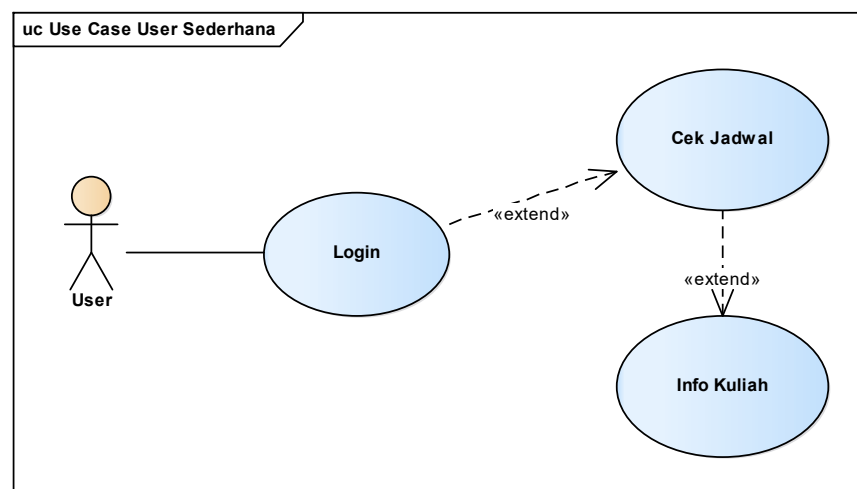 uc Use Case User Sederhana
Cek Jadwal
«extend»
Login
User
«extend»
Info Kuliah